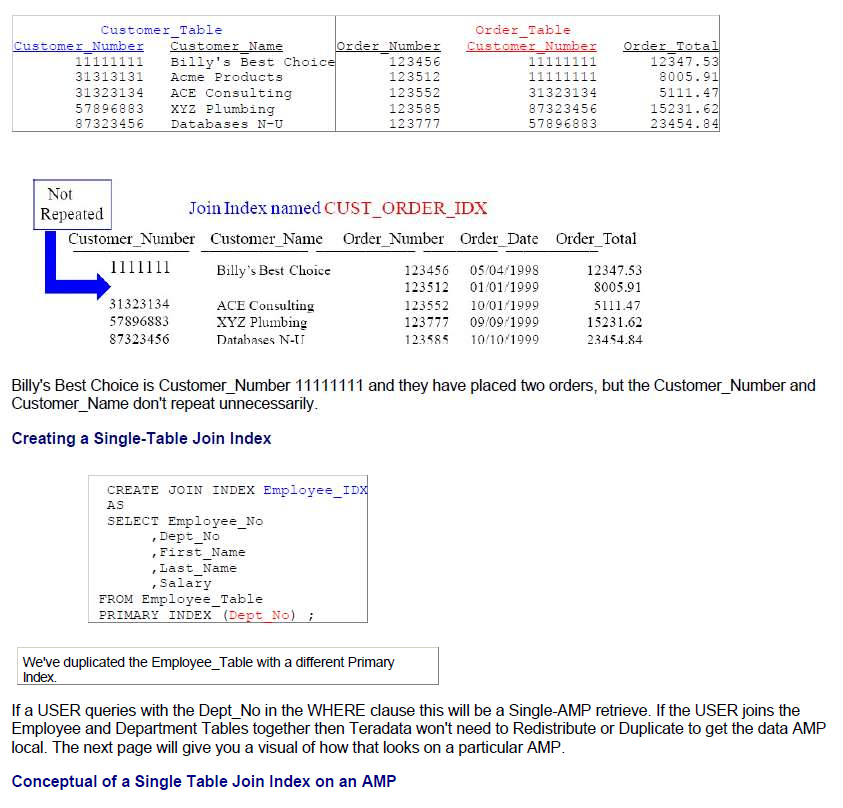 Customer_Table Order_Table
Customer_Number Customer_Name Order_Number Customer_Number Order_Total
11111111 Billy's Best Choice 123456 11111111 12347.53
31313131 Acme Products 123512 11111111 8005.91
31323134 ACE Consulting 123552 31323134 5111.47
57896883 XYZ Plumbing 123585 87323456 15231.62
87323456 Databases N-U 123777 57896883 23454.84
Not
Repeated
Join Index named CUST_ORDER_IDX
Customer_Number Customer_Name Order_Number Order_Date Order_Total
1111111 Billy's Best Choice 123456 05/04/1998 12347.53
123512 01/01/1999 8005.91
31323134 ACE Consulting 123552 10/01/1999 5111.47
57896883 XYZ Plumbing 123777 09/09/1999 15231.62
87323456 Databases N-U 123585 10/10/1999 23454.84
Billy's Best Choice is Customer_Number 11111111 and they have placed two orders, but the Customer_Number and
Customer_Name don't repeat unnecessarily.
Creating a Single-Table Join Index
CREATE JOIN INDEX Employee_IDX
AS
SELECT Employee_No
,Dept_No
,First_Name
,Last_Name
,Salary
FROM Employee_Table
PRIMARY INDEX (Dept_No) ;
We've duplicated the Employee_Table with a different Primary
Index.
If a USER queries with the Dept_No in the WHERE clause this will be a Single-AMP retrieve. If the USER joins the
Employee and Department Tables together then Teradata won't need to Redistribute or Duplicate to get the data AMP
local. The next page will give you a visual of how that looks on a particular AMP.
Conceptual of a Single Table Join Index on an AMP